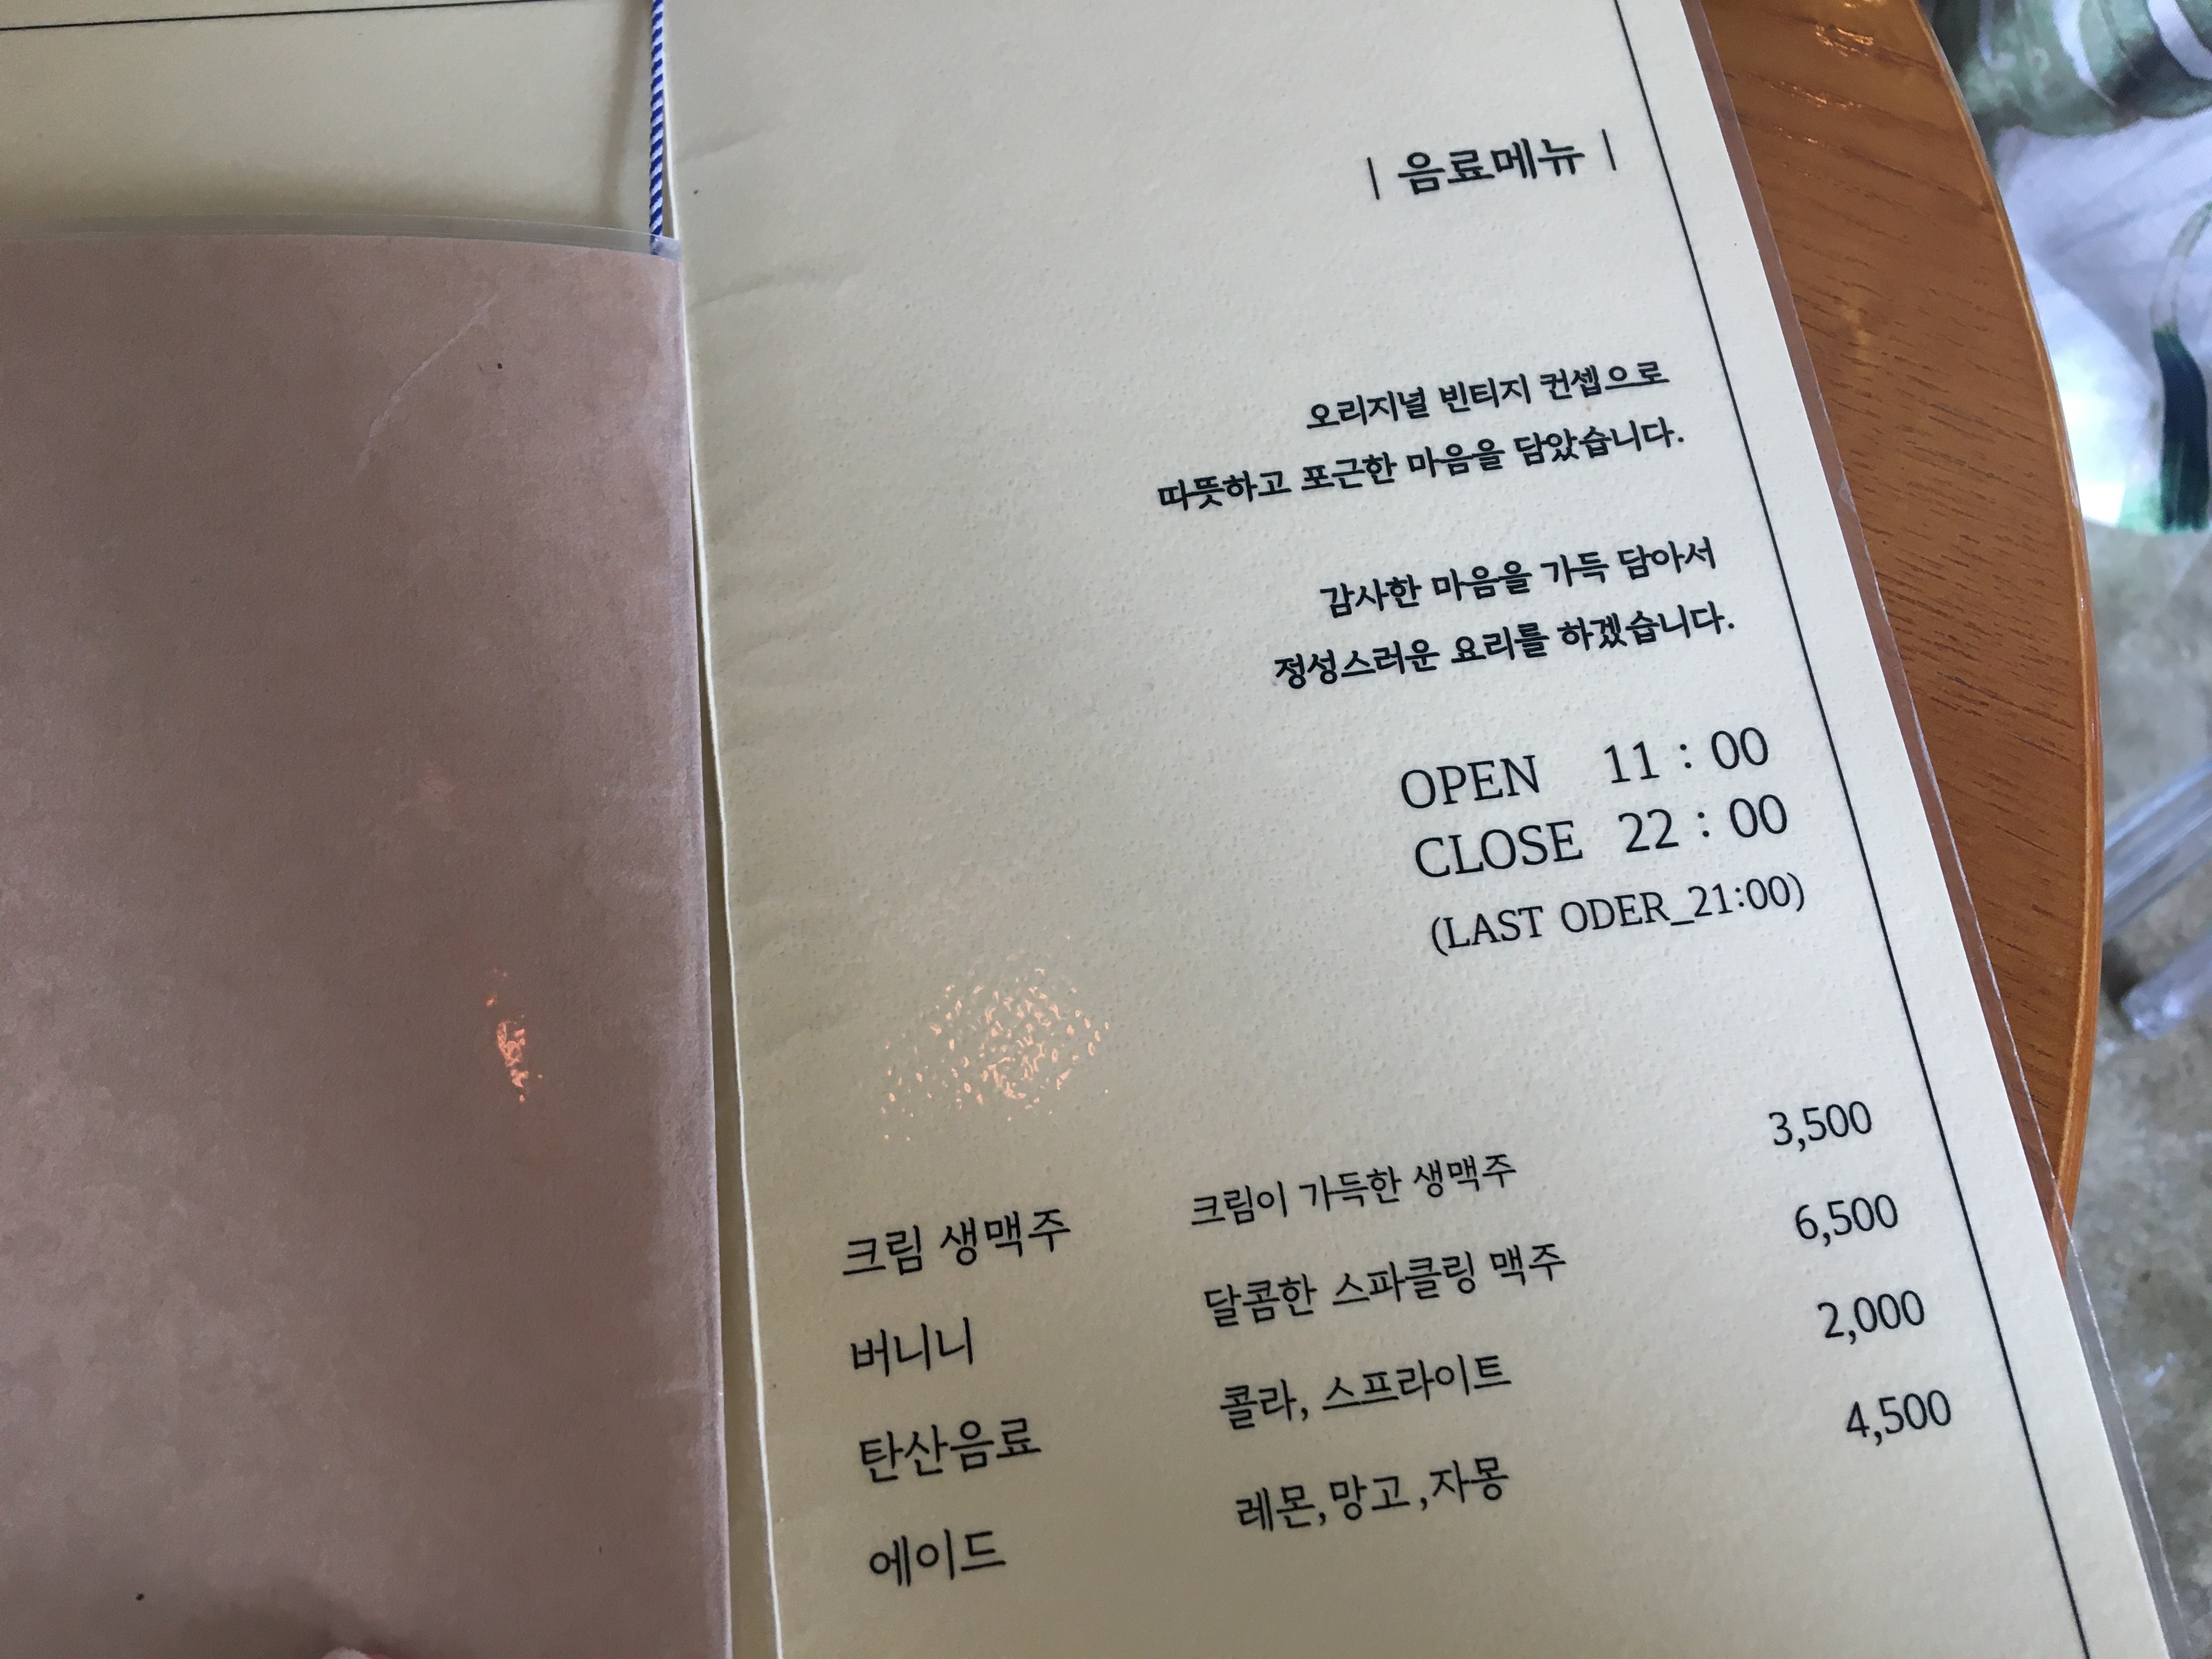 | 음료메뉴 |
오리지널 빈티지 컨셉으로
따뜻하고 포근한 마음을 담았습니다.
감사한 마음을 가득 담아서
정성스러운 요리를 하겠습니다.
OPEN 11 : 00
CLOSE 22 : 00
(LAST ODER_21:00)
크림 생맥주 크림이 가득한 생맥주 3,500
버니니 달콤한 스파클링 맥주 6,500
탄산음료 콜라, 스프라이트 2,000
에이드 레몬,망고,자몽 4,500